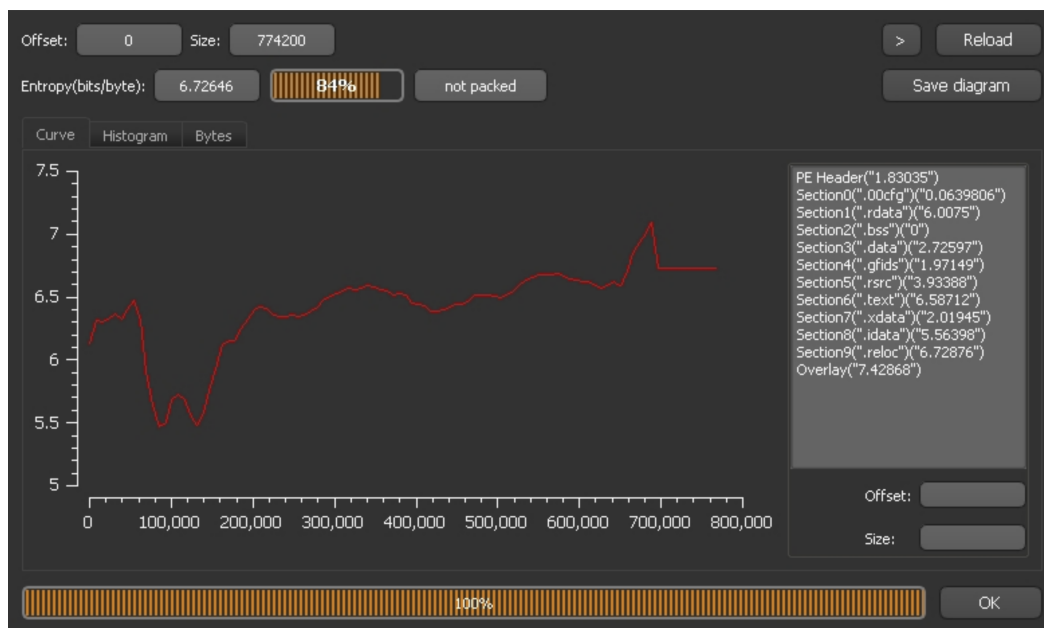 Offset: 0 Size: 774200 > Reload
Entropy(bits/byte): 6.72646 84% not packed Save diagram
Curve Histogram Bytes
7.5
7
6.5
6
5.5
5
0 100,000 200,000 300,000 400,000 500,000 600,000 700,000 800,000
PE Header("1.83035")
Section0(".00cfg")("0.0639806")
Section1(".rdata")("6.0075")
Section2(".bss")("0")
Section3(".data")("2.72597")
Section4(".gfids")("1.97149")
Section5(".rsrc")("3.93388")
Section6(".text")("6.58712")
Section7(".xdata")("2.01945")
Section8(".idata")("5.56398")
Section9(".reloc")("6.72876")
Overlay("7.42868")
Offset:
Size:
100% OK